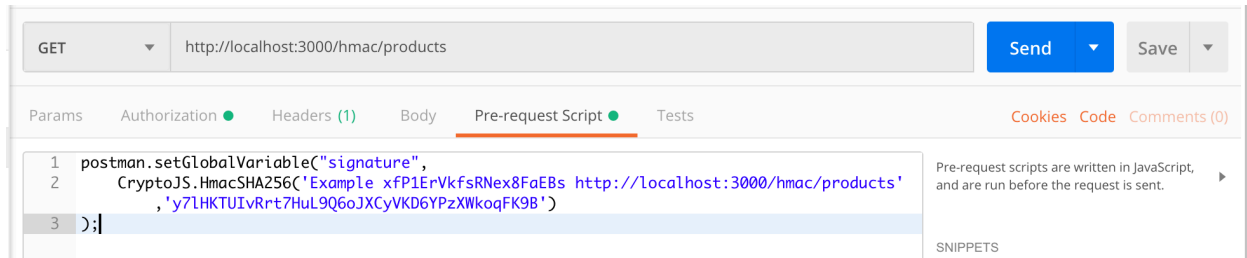 GET http://localhost:3000/hmac/products Send Save
Params Authorization Headers (1) Body Pre-request Script Tests Cookies Code Comments (0)
1 postman.setGlobalVariable("signature",
2 CryptoJS.HmacSHA256('Example xfP1ErVkfsRNex8FaEBs http://localhost:3000/hmac/products'
,'y7lHKTUIvRrt7HuL9Q6oJXCyVKD6YPzXWkoqFK9B')
3 );
Pre-request scripts are written in JavaScript,
and are run before the request is sent.
SNIPPETS